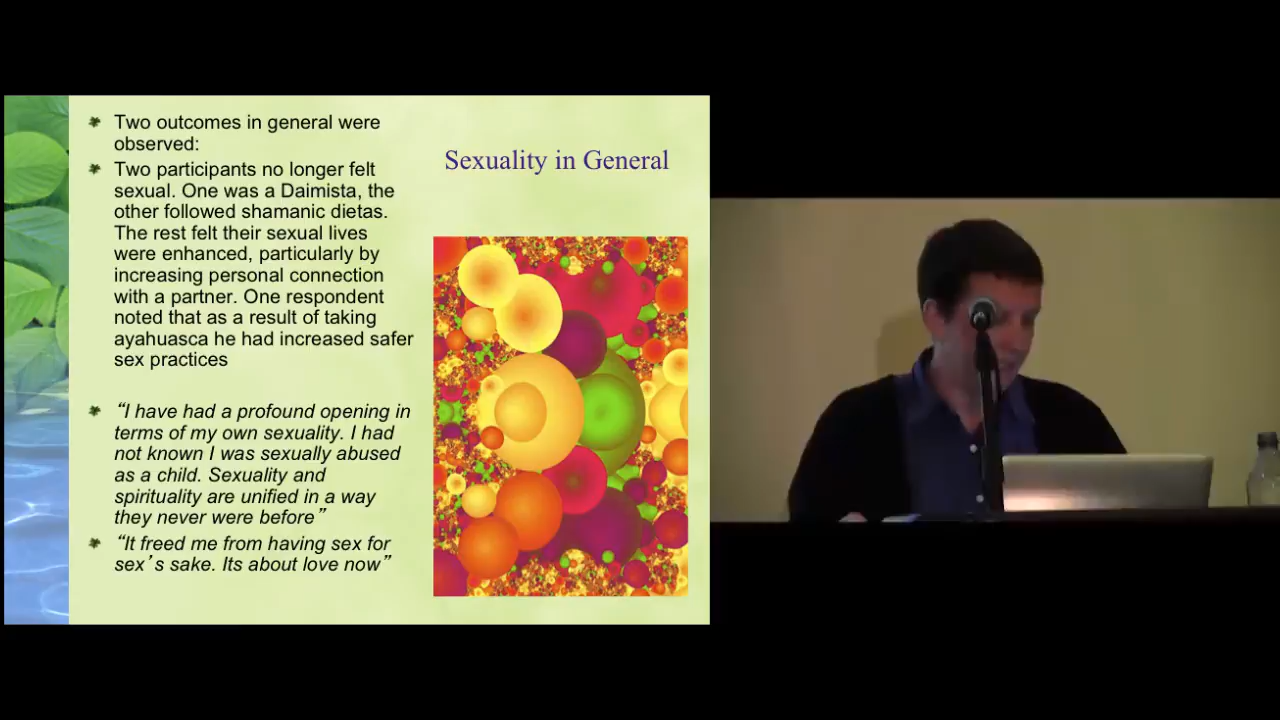 Two outcomes in general were
observed:
Two participants no longer felt
sexual. One was a Daimista, the
other followed shamanic dietas.
The rest felt their sexual lives
were enhanced, particularly by
increasing personal connection
with a partner. One respondent
noted that as a result of taking
ayahuasca he had increased safer
sex practices
“I have had a profound opening in
terms of my own sexuality. I had
not known I was sexually abused
as a child. Sexuality and
spirituality are unified in a way
they never were before”
“It freed me from having sex for
sex’s sake. Its about love now”
Sexuality in General